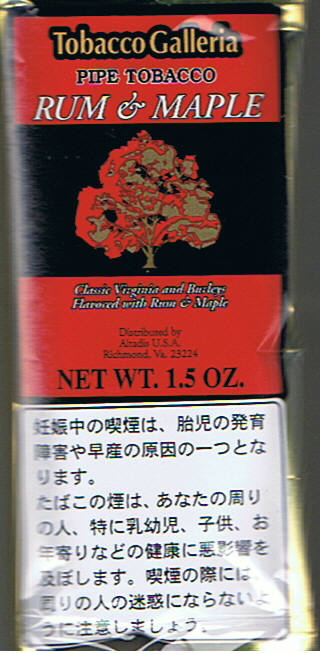 Tobacco Galleria
PIPE TOBACCO
RUM & MAPLE
Classic Virginia and Burleys
Flavored with Rum & Maple
Distributed by
Altadis U.S.A.
Richmond, Va. 23224
NET WT. 1.5 OZ.
妊娠中の喫煙は、胎児の発育
障害や早産の原因の一つとな
ります。
たばこの煙は、あなたの周り
の人、特に乳幼児、子供、お
年寄りなどの健康に悪影響を
及ぼします。喫煙の際には、
周りの人の迷惑にならないよ
うに注意しましょう。